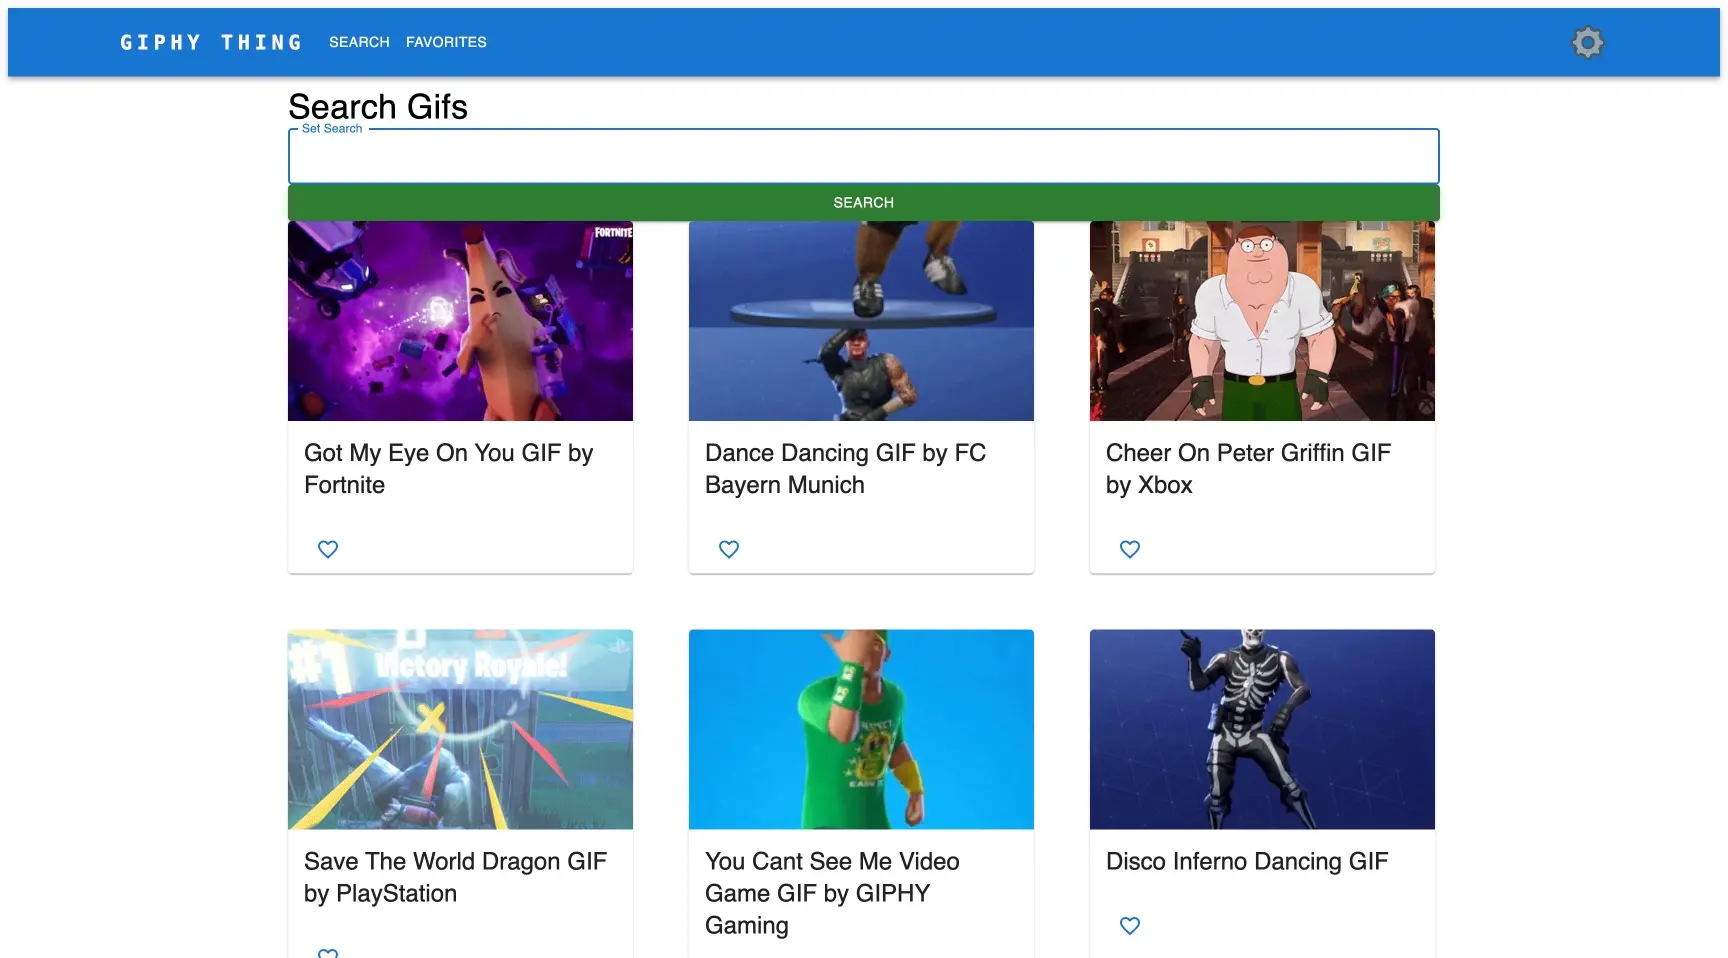 GIPHY THING
SEARCH
FAVORITES
Search Gifs
Set Search
SEARCH
FORTNITE
Got My Eye On You GIF by
Fortnite
Dance Dancing GIF by FC
Bayern Munich
Cheer On Peter Griffin GIF
by Xbox
#1 Victory Royale!
RESPECT
Save The World Dragon GIF
by PlayStation
You Cant See Me Video
Game GIF by GIPHY
Gaming
Disco Inferno Dancing GIF